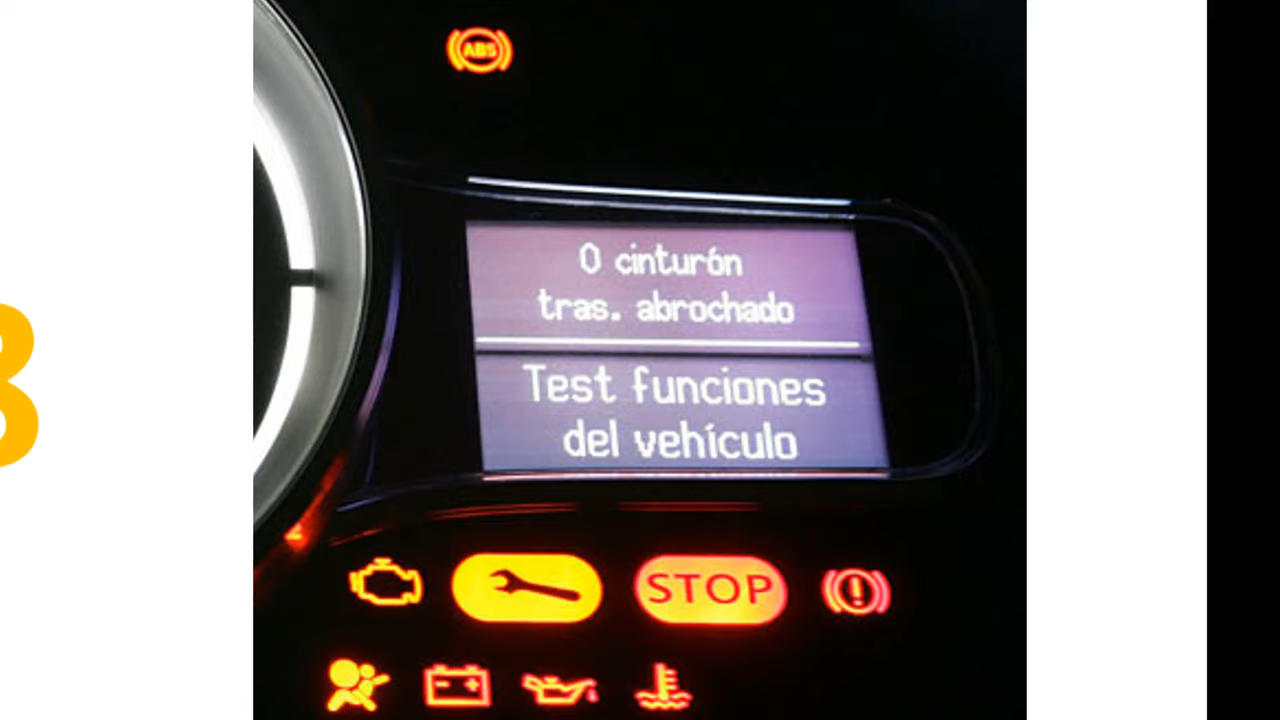 ABS
0 cinturón
tras. abrochado
Test funciones
del vehículo
STOP